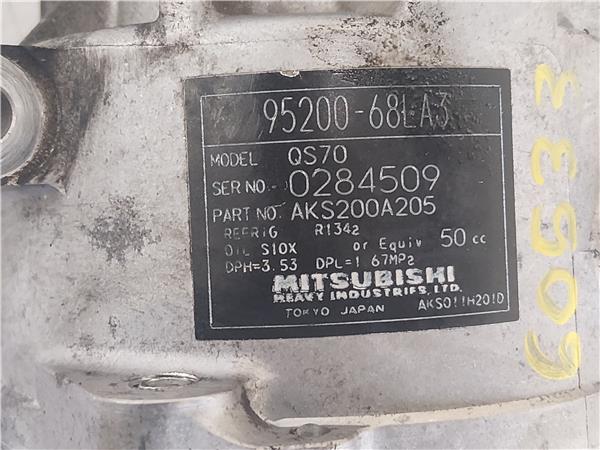 95200-68LA3
MODEL QS70
SER NO. 0284509
PART NO. AKS200A205
REFRIG R134a
OIL S10X or Equiv 50 cc
DPH=3.53 DPL=1.67MPa
MITSUBISHI
HEAVY INDUSTRIES, LTD.
TOKYO JAPAN AKS011H201D
60533